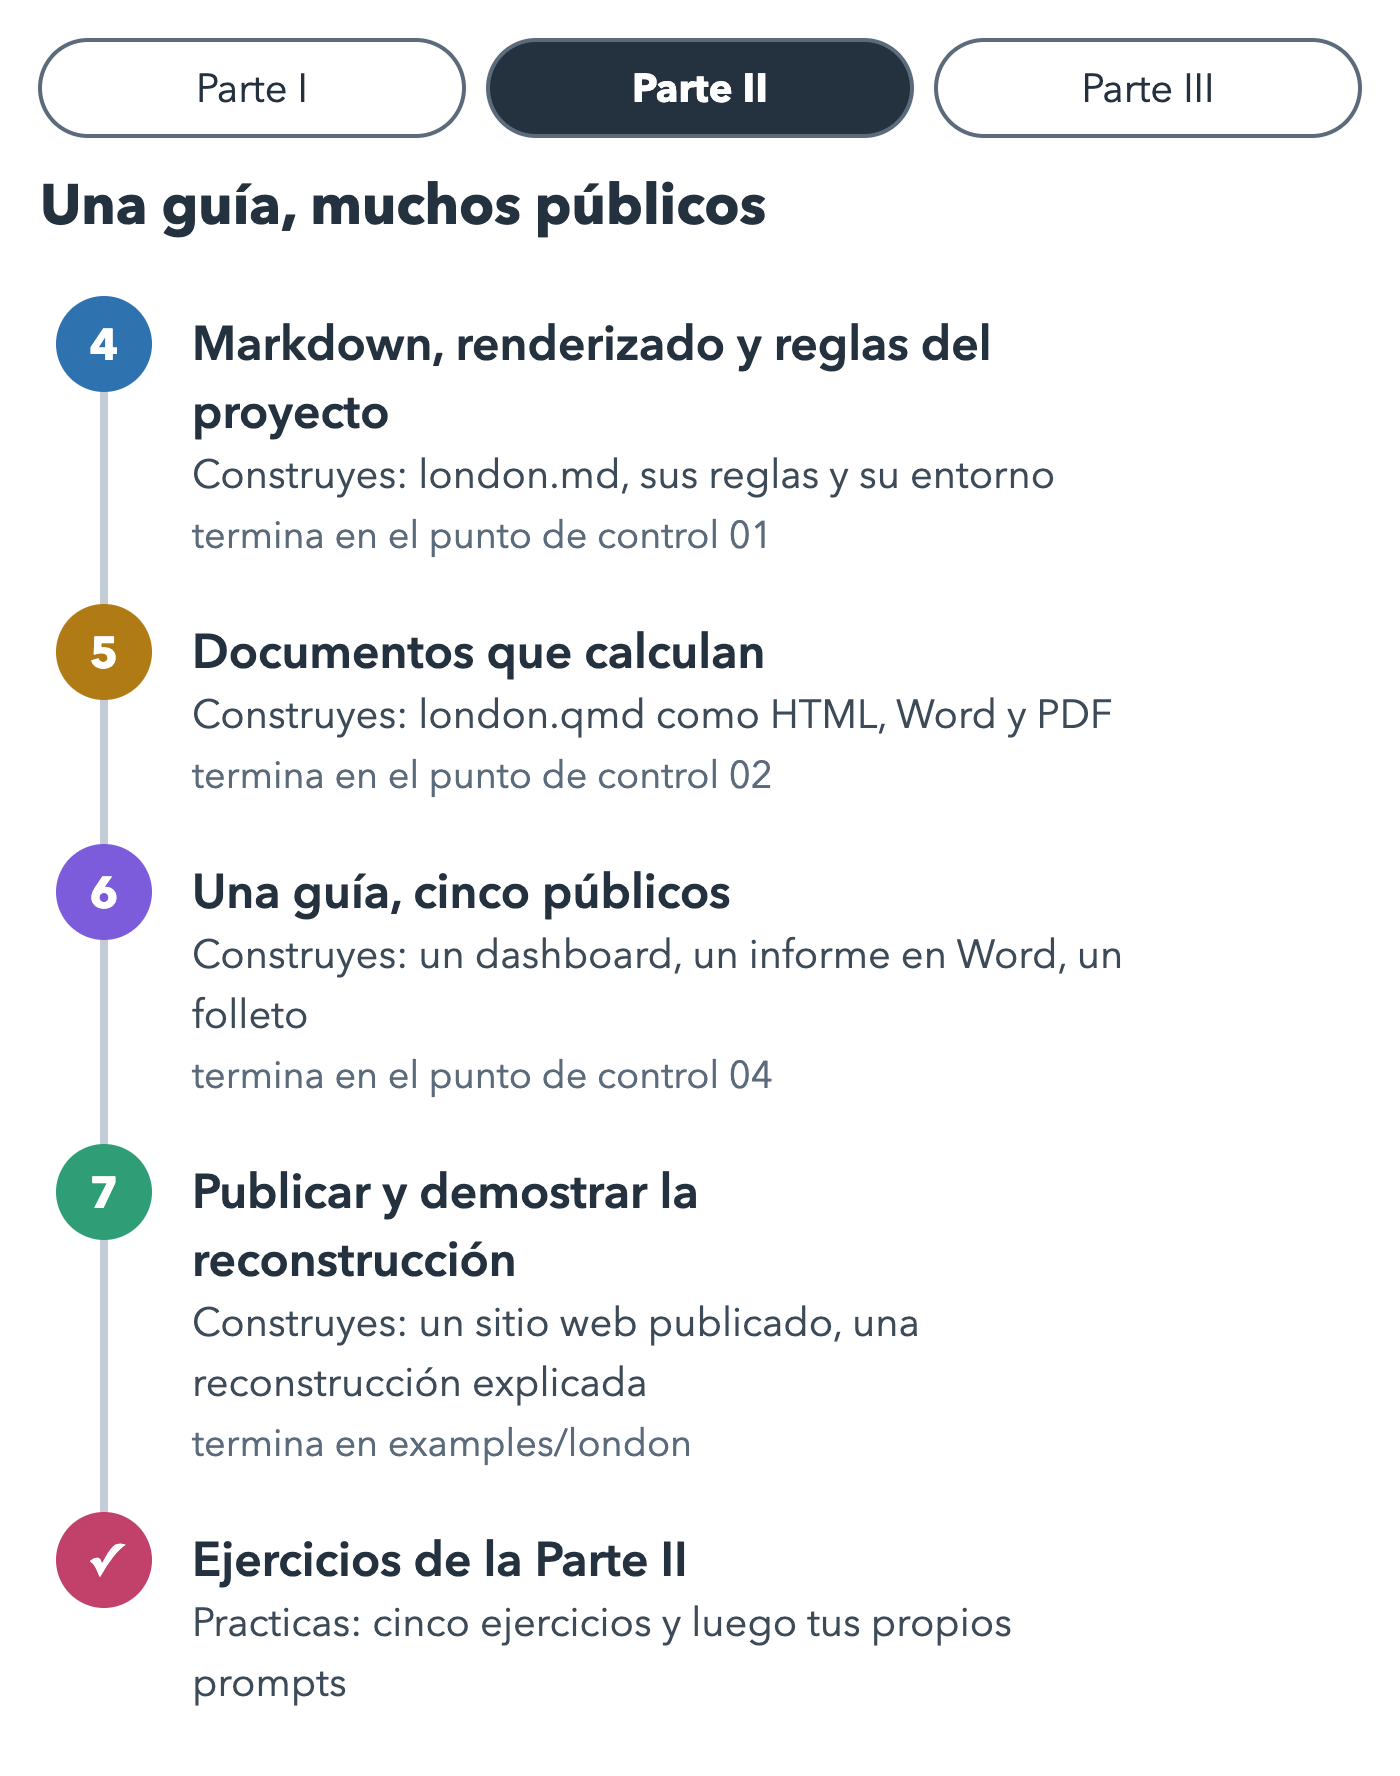 Parte I
Parte II
Parte III
Una guía, muchos públicos
4
Markdown, renderizado y reglas del
proyecto
Construyes: london.md, sus reglas y su entorno
termina en el punto de control 01
5
Documentos que calculan
Construyes: london.qmd como HTML, Word y PDF
termina en el punto de control 02
6
Una guía, cinco públicos
Construyes: un dashboard, un informe en Word, un
folleto
termina en el punto de control 04
7
Publicar y demostrar la
reconstrucción
Construyes: un sitio web publicado, una
reconstrucción explicada
termina en examples/london
✓
Ejercicios de la Parte II
Practicas: cinco ejercicios y luego tus propios
prompts